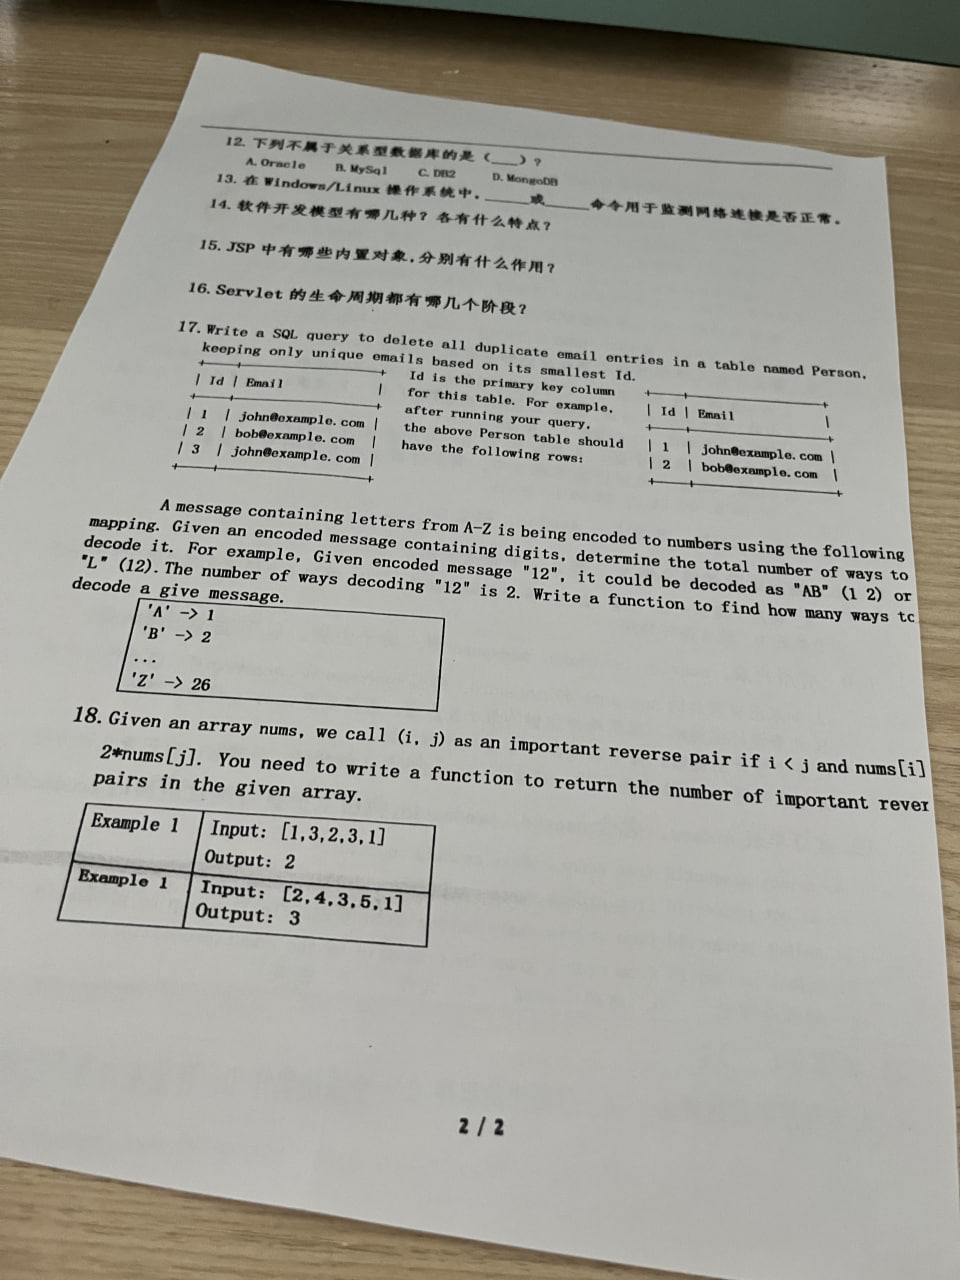 12. 下列不属于关系型数据库的是（___）？
A. Oracle B. MySql C. DB2 D. MongoDB
13. 在 Windows/Linux 操作系统中，______或______命令用于监测网络连接是否正常。
14. 软件开发模型有哪几种？各有什么特点？
15. JSP 中有哪些内置对象，分别有什么作用？
16. Servlet 的生命周期都有哪几个阶段？
17. Write a SQL query to delete all duplicate email entries in a table named Person,
keeping only unique emails based on its smallest Id.
+----+------------------+
| Id | Email |
+----+------------------+
| 1 | john@example.com |
| 2 | bob@example.com |
| 3 | john@example.com |
+----+------------------+
Id is the primary key column
for this table. For example,
after running your query,
the above Person table should
have the following rows:
+----+------------------+
| Id | Email |
+----+------------------+
| 1 | john@example.com |
| 2 | bob@example.com |
+----+------------------+
A message containing letters from A-Z is being encoded to numbers using the following
mapping. Given an encoded message containing digits, determine the total number of ways to
decode it. For example, Given encoded message "12", it could be decoded as "AB" (1 2) or
"L" (12). The number of ways decoding "12" is 2. Write a function to find how many ways to
decode a give message.
'A' -> 1
'B' -> 2
...
'Z' -> 26
18. Given an array nums, we call (i, j) as an important reverse pair if i < j and nums[i]
2*nums[j]. You need to write a function to return the number of important rever
pairs in the given array.
Example 1 Input: [1,3,2,3,1]
Output: 2
Example 1 Input: [2,4,3,5,1]
Output: 3
2 / 2